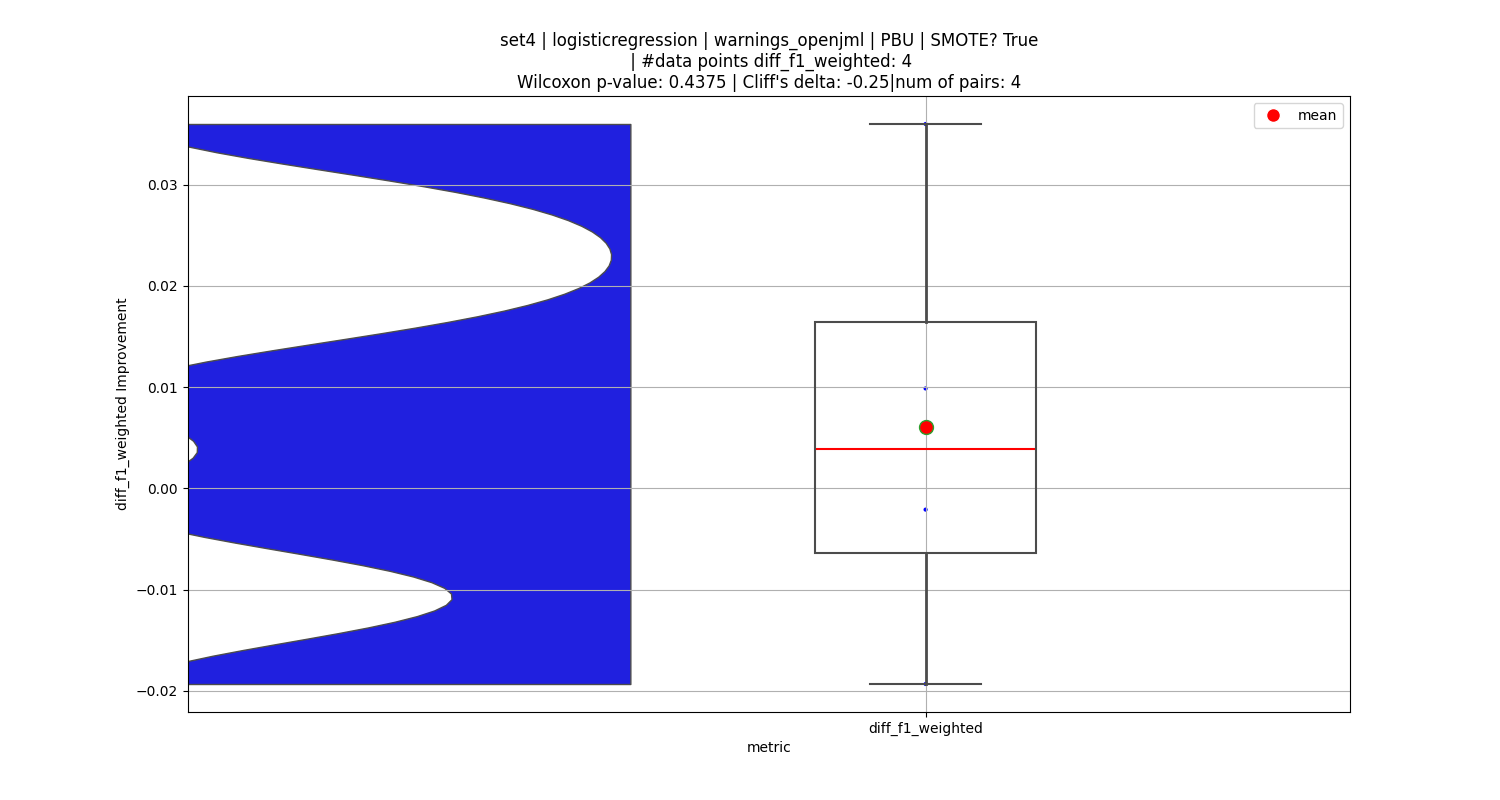 set4 | logisticregression | warnings_openjml | PBU | SMOTE? True
| #data points diff_f1_weighted: 4
Wilcoxon p-value: 0.4375 | Cliff's delta: -0.25|num of pairs: 4
mean
0.03
0.02
0.01
0.00
−0.01
−0.02
diff_f1_weighted Improvement
diff_f1_weighted
metric